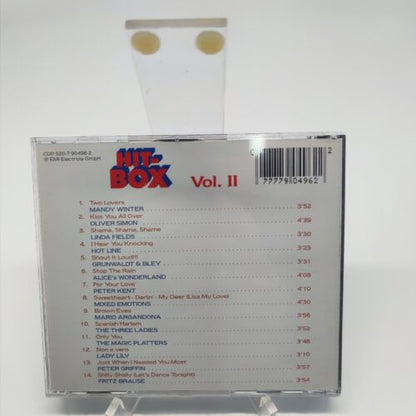 CDP 520-7 90496 2
℗ EMI Electrola GmbH
HIT-
BOX
Vol. II
0 77779 04962 2
1. Two Lovers
MANDY WINTER 3'52
2. Kiss You All Over
OLIVER SIMON 4'39
3. Shame, Shame, Shame
LINDA FIELDS 3'30
4. I Hear You Knocking
HOT LINE 3'23
5. Shout It Loud!!!
GRUNWALDT & BLEY 3'31
6. Stop The Rain
ALICE'S WONDERLAND 4'08
7. For Your Love
PETER KENT 4'10
8. Sweetheart - Darlin' - My Deer (Lisa My Love)
MIXED EMOTIONS 4'30
9. Brown Eyes
MARIO ARGANDONA 3'56
10. Spanish Harlem
THE THREE LADIES 3'52
11. Only You
THE MAGIC PLATTERS 3'48
12. Non è vero
LADY LILY 3'10
13. Just When I Needed You Most
PETER GRIFFIN 3'57
14. Shilly Shally (Let's Dance Tonight)
FRITZ BRAUSE 3'54